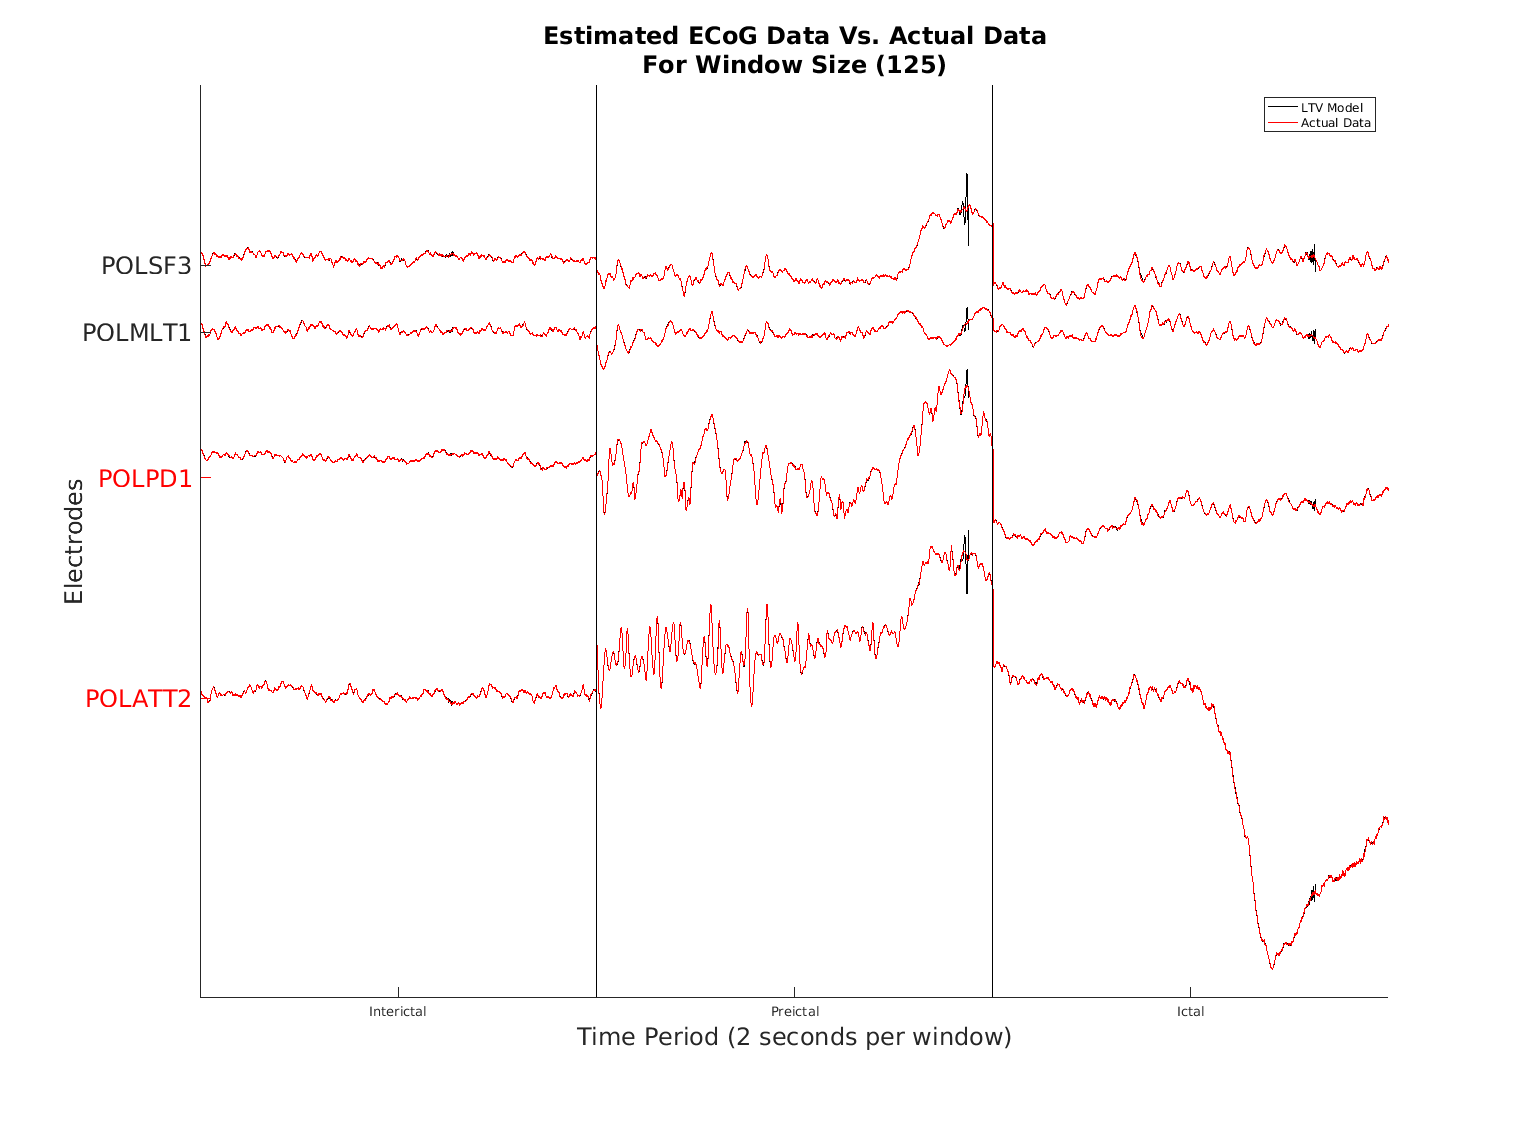 Estimated ECoG Data Vs. Actual Data
For Window Size (125)
LTV Model
Actual Data
POLSF3
POLMLT1
POLPD1
POLATT2
Electrodes
Interictal
Preictal
Ictal
Time Period (2 seconds per window)